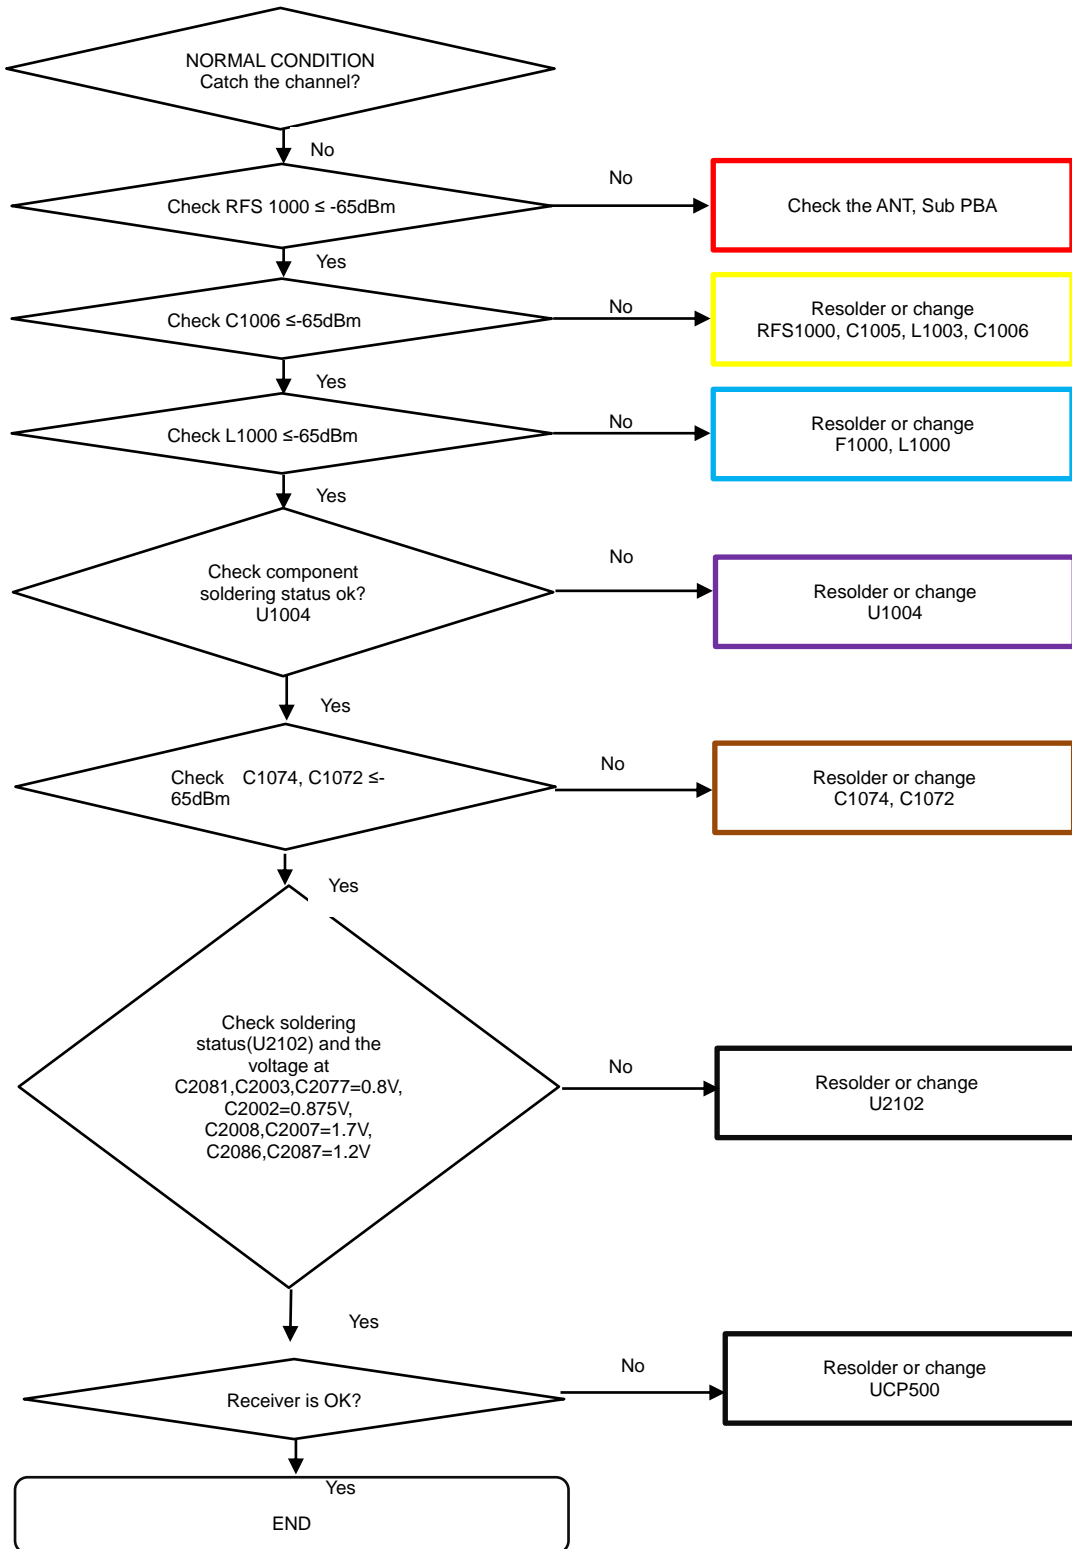 NORMAL CONDITION
Catch the channel?
No
Check RFS 1000 ≤ -65dBm
No
Check the ANT, Sub PBA
Yes
Check C1006 ≤-65dBm
No
Resolder or change
RFS1000, C1005, L1003, C1006
Yes
Check L1000 ≤-65dBm
No
Resolder or change
F1000, L1000
Yes
Check component
soldering status ok?
U1004
No
Resolder or change
U1004
Yes
Check C1074, C1072 ≤-
65dBm
No
Resolder or change
C1074, C1072
Yes
Check soldering
status(U2102) and the
voltage at
C2081,C2003,C2077=0.8V,
C2002=0.875V,
C2008,C2007=1.7V,
C2086,C2087=1.2V
No
Resolder or change
U2102
Yes
Receiver is OK?
No
Resolder or change
UCP500
Yes
END